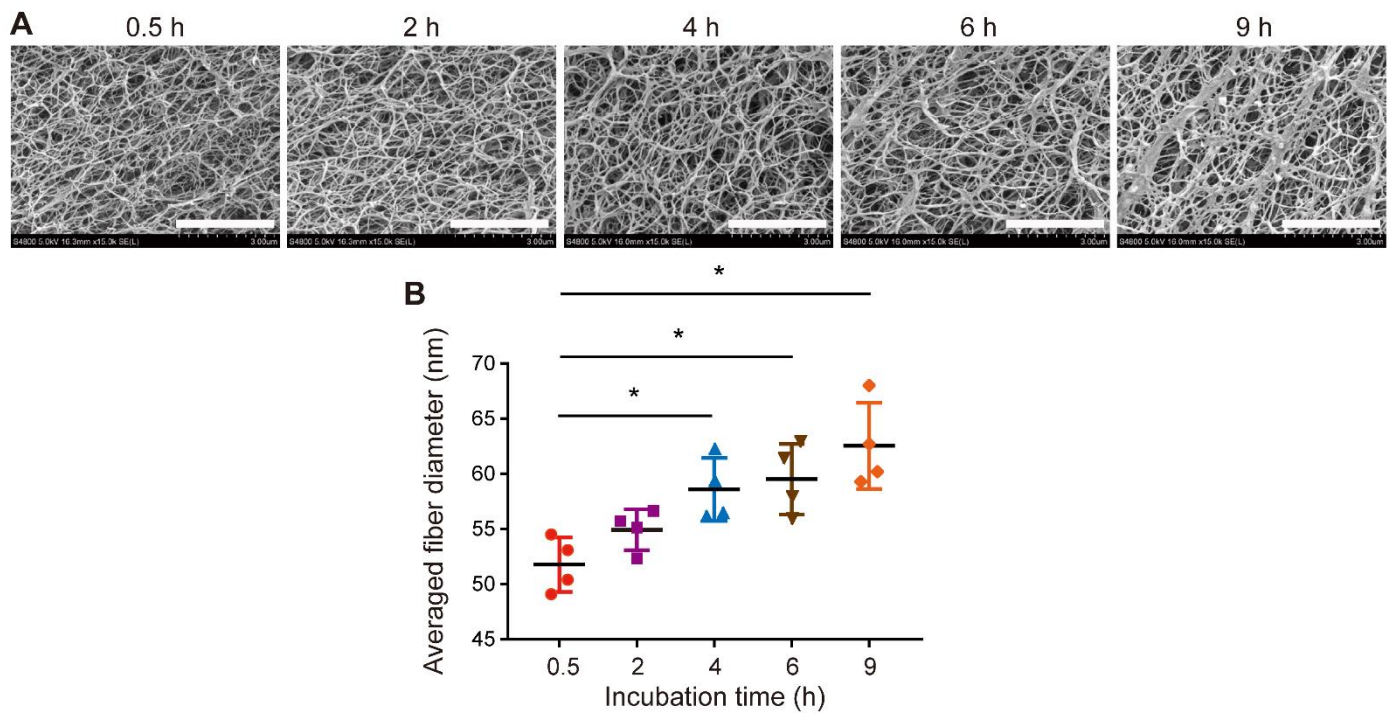 A
0.5 h
2 h
4 h
6 h
9 h
S4800 5.0kV 16.3mm x15.0k SE(L) 3.00um
S4800 5.0kV 16.3mm x15.0k SE(L) 3.00um
S4800 5.0kV 16.0mm x15.0k SE(L) 3.00um
S4800 5.0kV 16.0mm x15.0k SE(L) 3.00um
S4800 5.0kV 16.0mm x15.0k SE(L) 3.00um
B
*
*
*
Averaged fiber diameter (nm)
70
65
60
55
50
45
0.5 2 4 6 9
Incubation time (h)